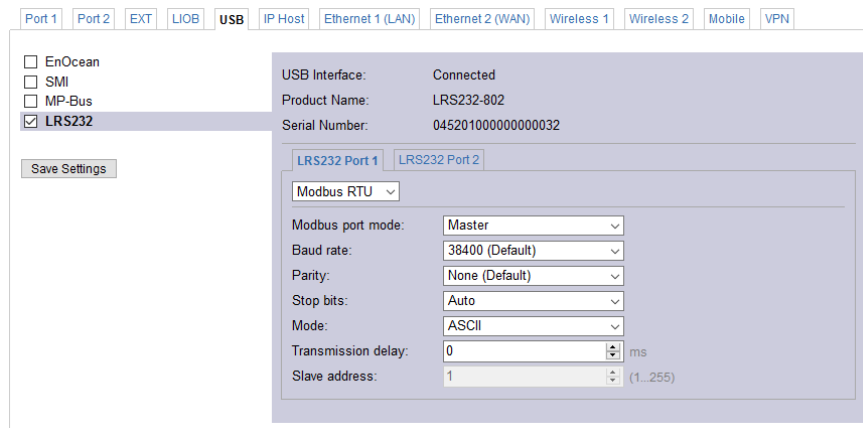 Port 1 Port 2 EXT LIOB USB IP Host Ethernet 1 (LAN) Ethernet 2 (WAN) Wireless 1 Wireless 2 Mobile VPN
EnOcean
SMI
MP-Bus
LRS232
Save Settings
USB Interface: Connected
Product Name: LRS232-802
Serial Number: 045201000000000032
LRS232 Port 1 LRS232 Port 2
Modbus RTU
Modbus port mode: Master
Baud rate: 38400 (Default)
Parity: None (Default)
Stop bits: Auto
Mode: ASCII
Transmission delay: 0 ms
Slave address: 1 (1...255)